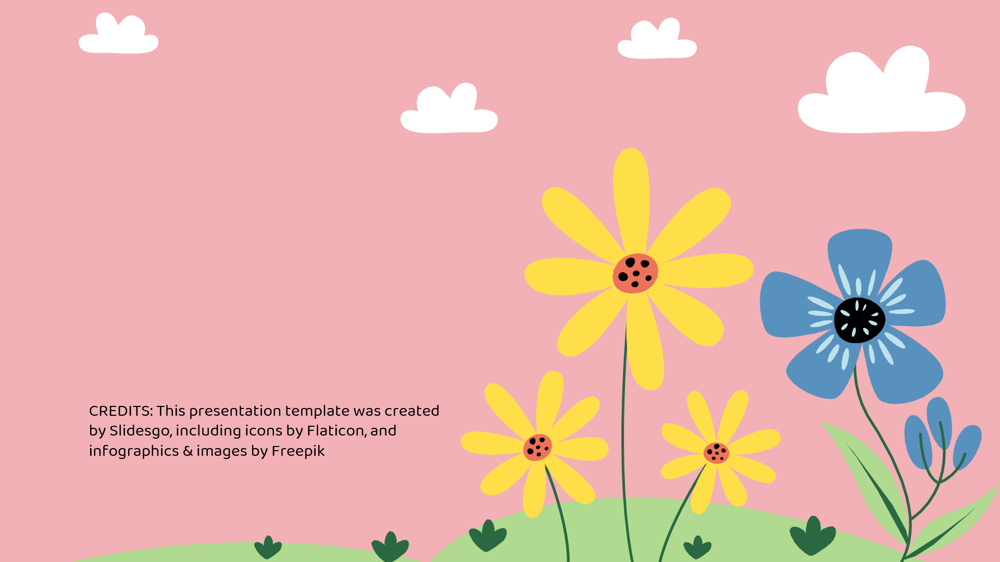 CREDITS: This presentation template was created
by Slidesgo, including icons by Flaticon, and
infographics & images by Freepik